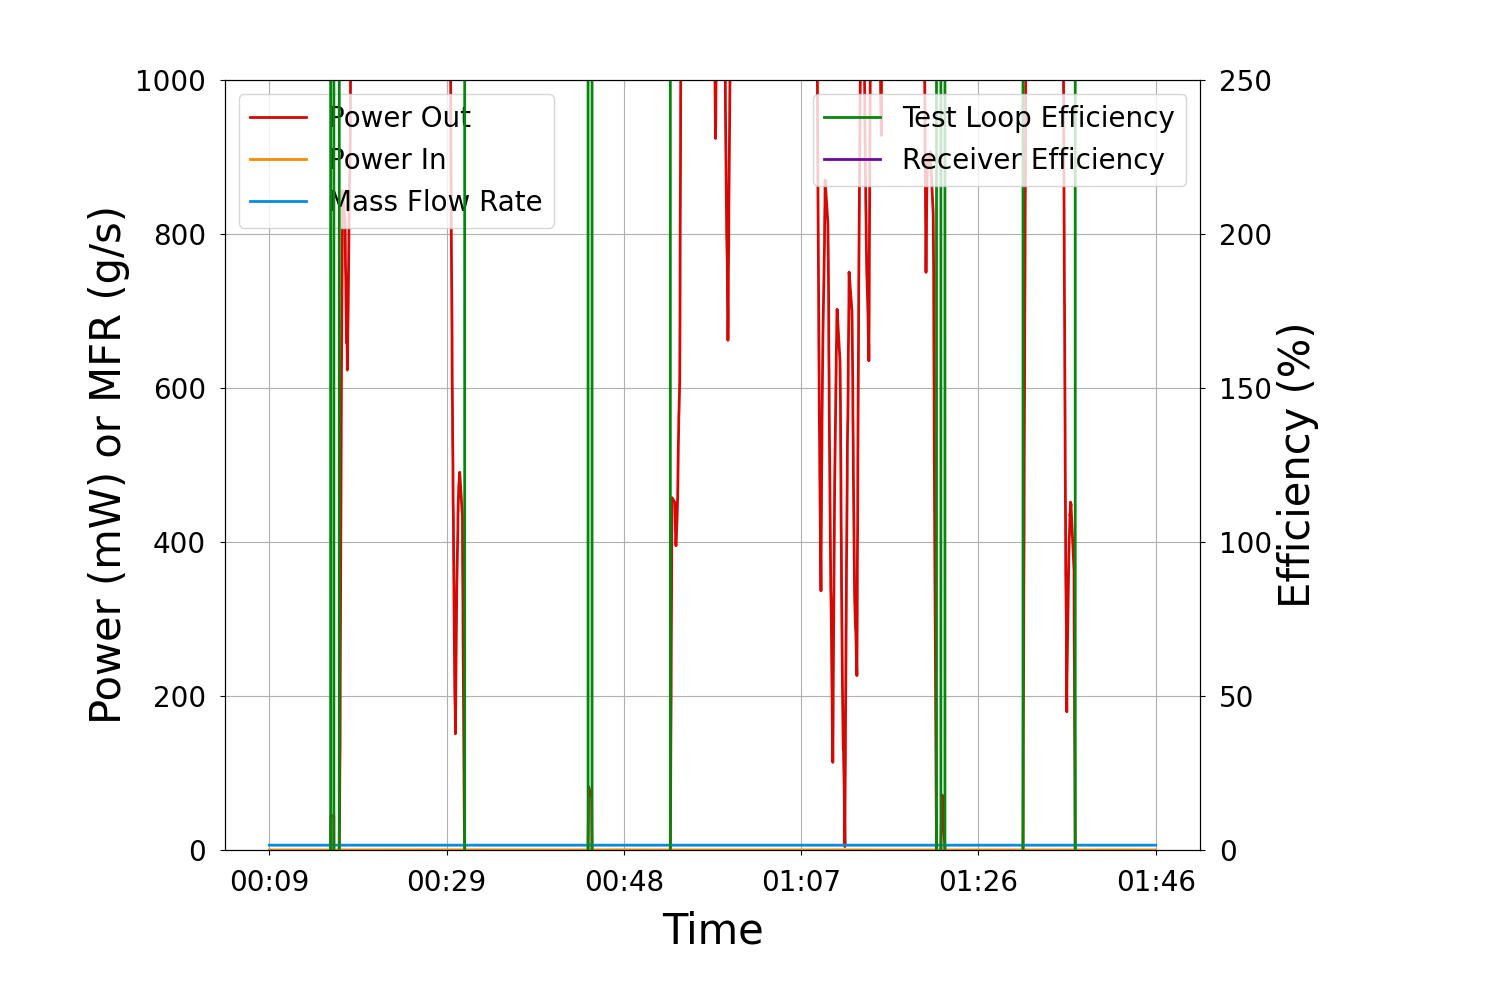 1000
800
600
400
200
0
Power (mW) or MFR (g/s)
Power Out
Power In
Mass Flow Rate
Test Loop Efficiency
Receiver Efficiency
250
200
150
100
50
0
Efficiency (%)
00:09 00:29 00:48 01:07 01:26 01:46
Time